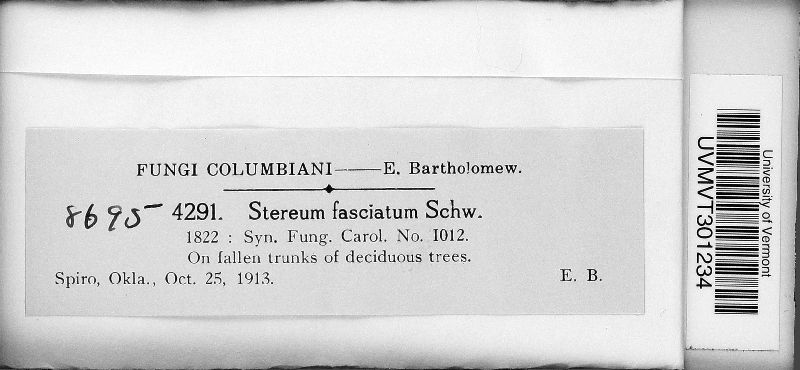 FUNGI COLUMBIANI——E. Bartholomew.
8695 4291. Stereum fasciatum Schw.
1822 : Syn. Fung. Carol. No. 1012.
On fallen trunks of deciduous trees.
Spiro, Okla., Oct. 25, 1913. E. B.
University of Vermont
UVMVT301234